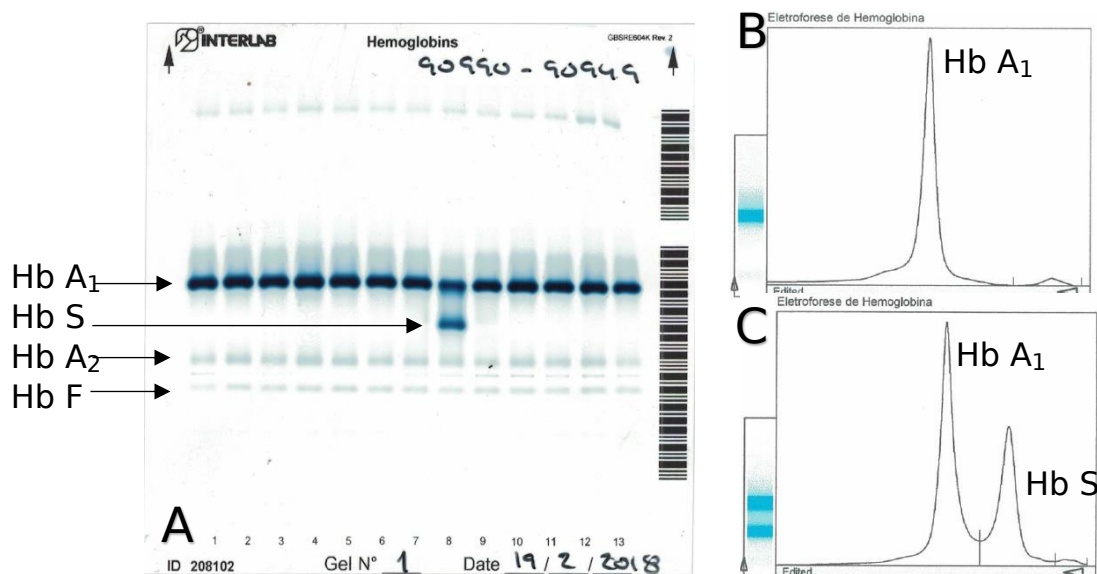 INTERLAB
Hemoglobins
GBSRE604K Rev. 2
90990 - 90949
Hb A₁
Hb S
Hb A₂
Hb F
A
1 2 3 4 5 6 7 8 9 10 11 12 13
ID 208102 Gel N° 1 Date 19 / 2 / 2018
B
Eletroforese de Hemoglobina
Hb A₁
Edited
C
Eletroforese de Hemoglobina
Hb A₁
Hb S
Edited